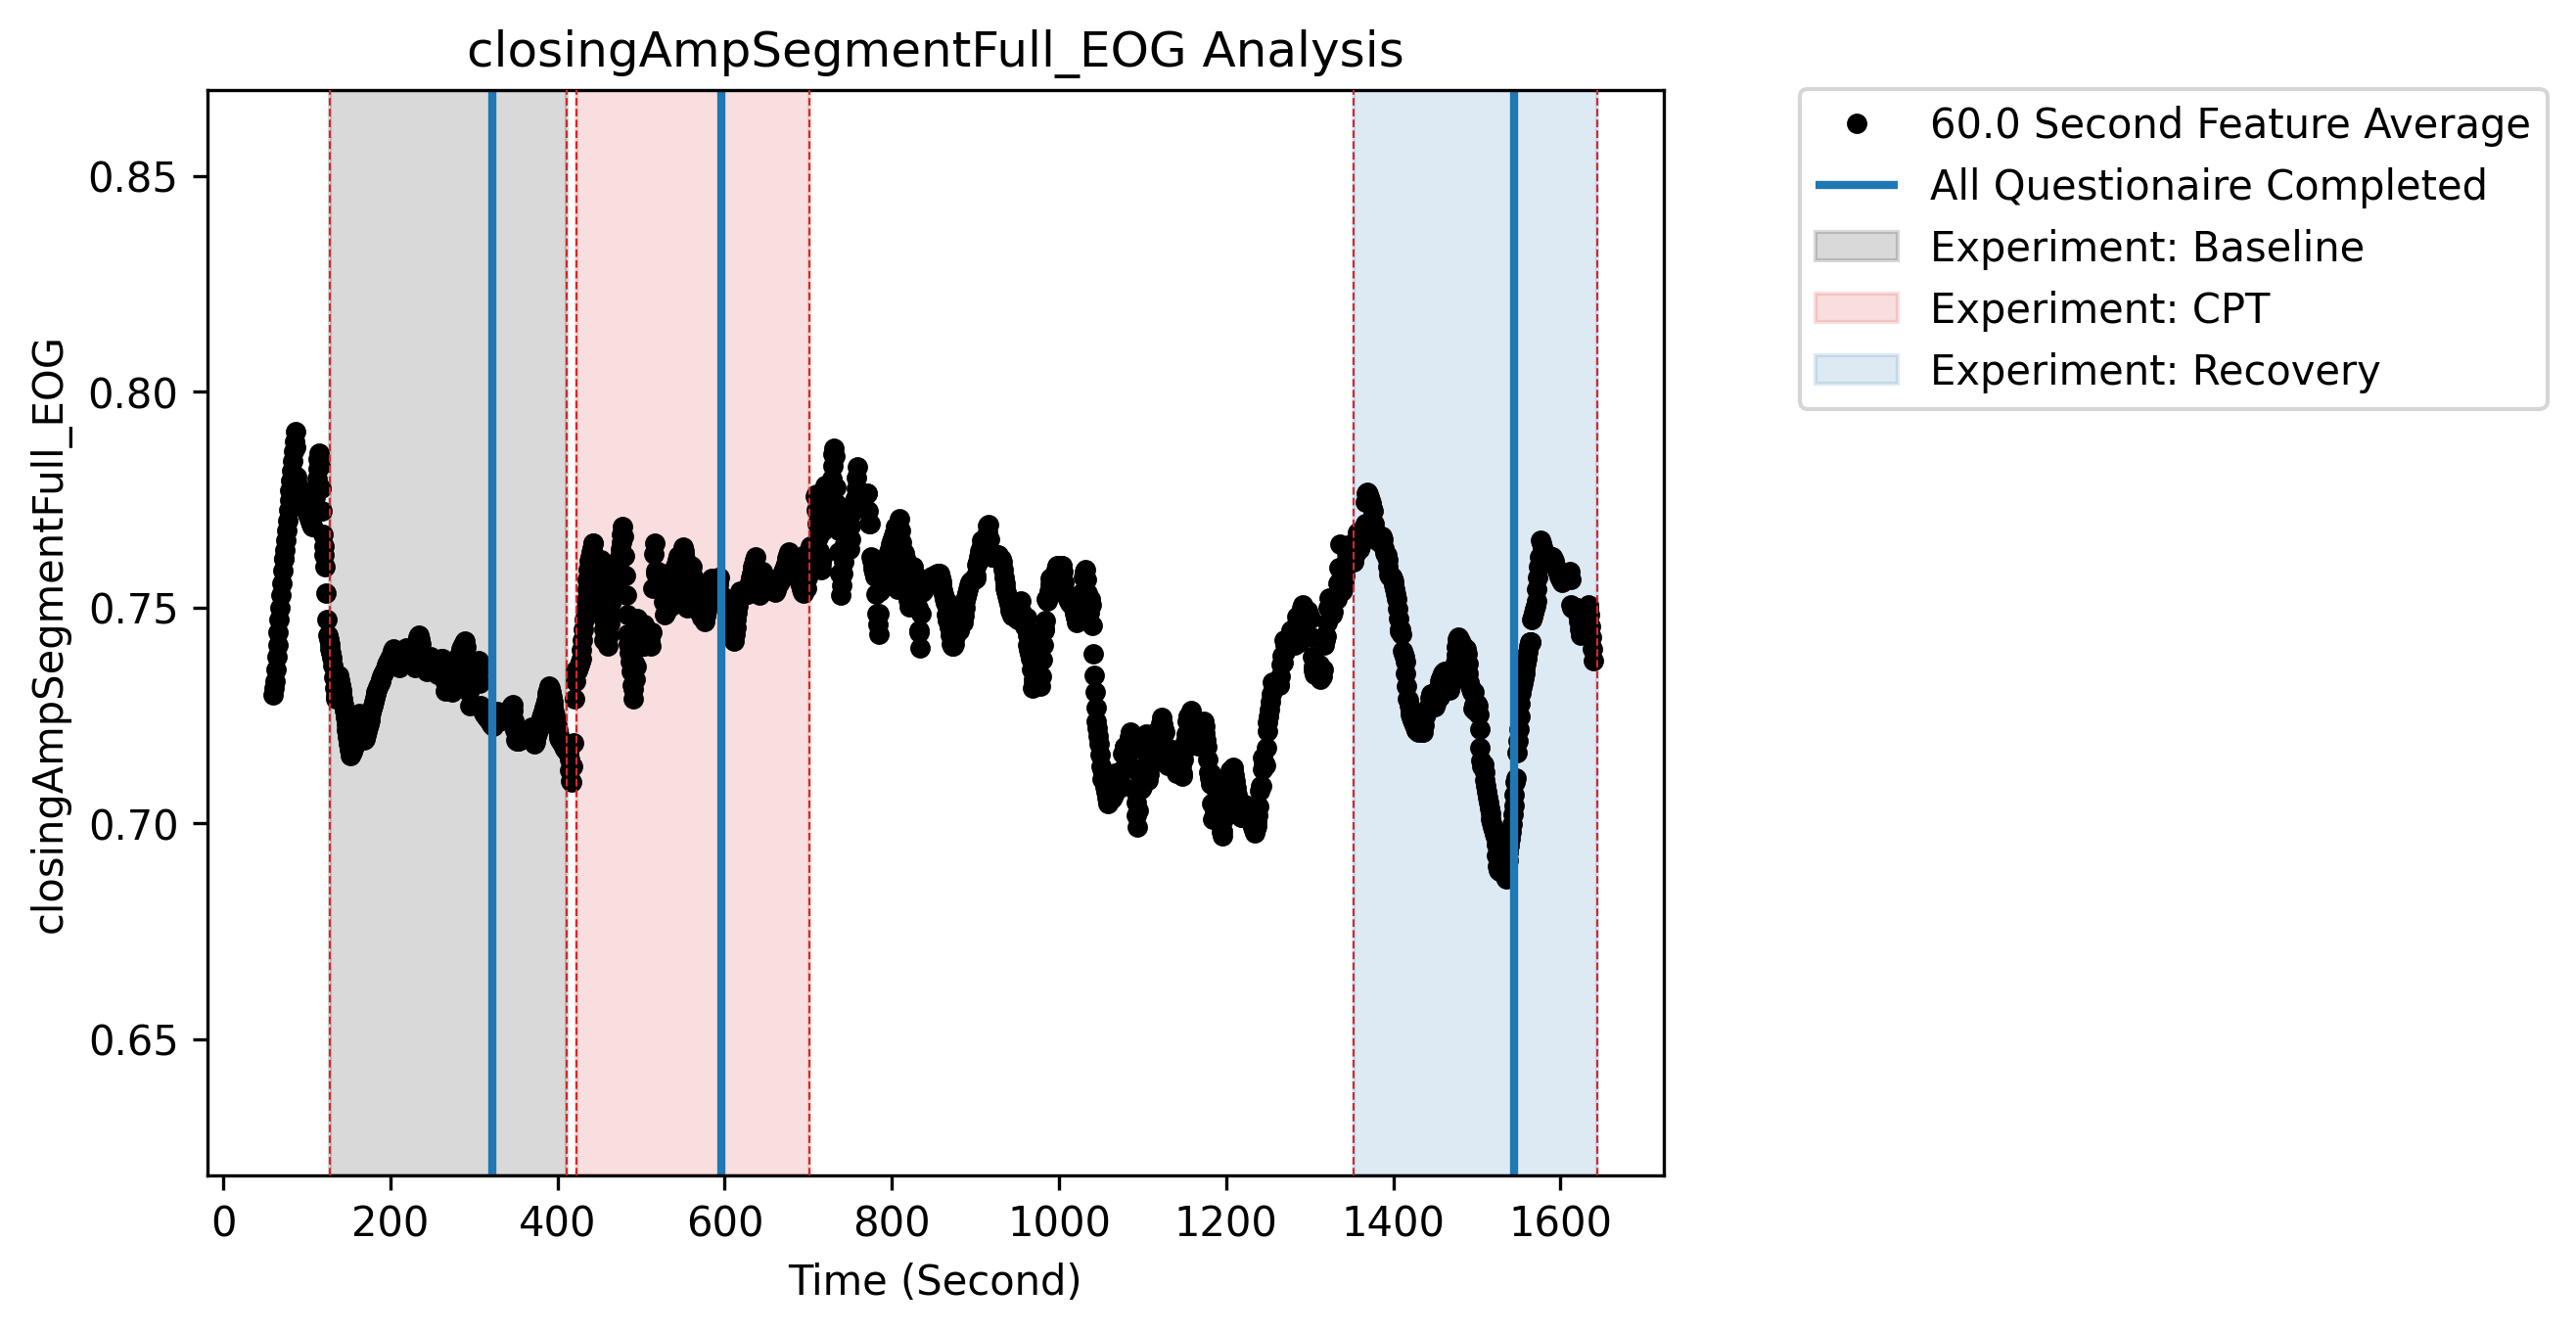 closingAmpSegmentFull_EOG Analysis
closingAmpSegmentFull_EOG
0.85
0.80
0.75
0.70
0.65
0
200
400
600
800
1000
1200
1400
1600
Time (Second)
60.0 Second Feature Average
All Questionaire Completed
Experiment: Baseline
Experiment: CPT
Experiment: Recovery